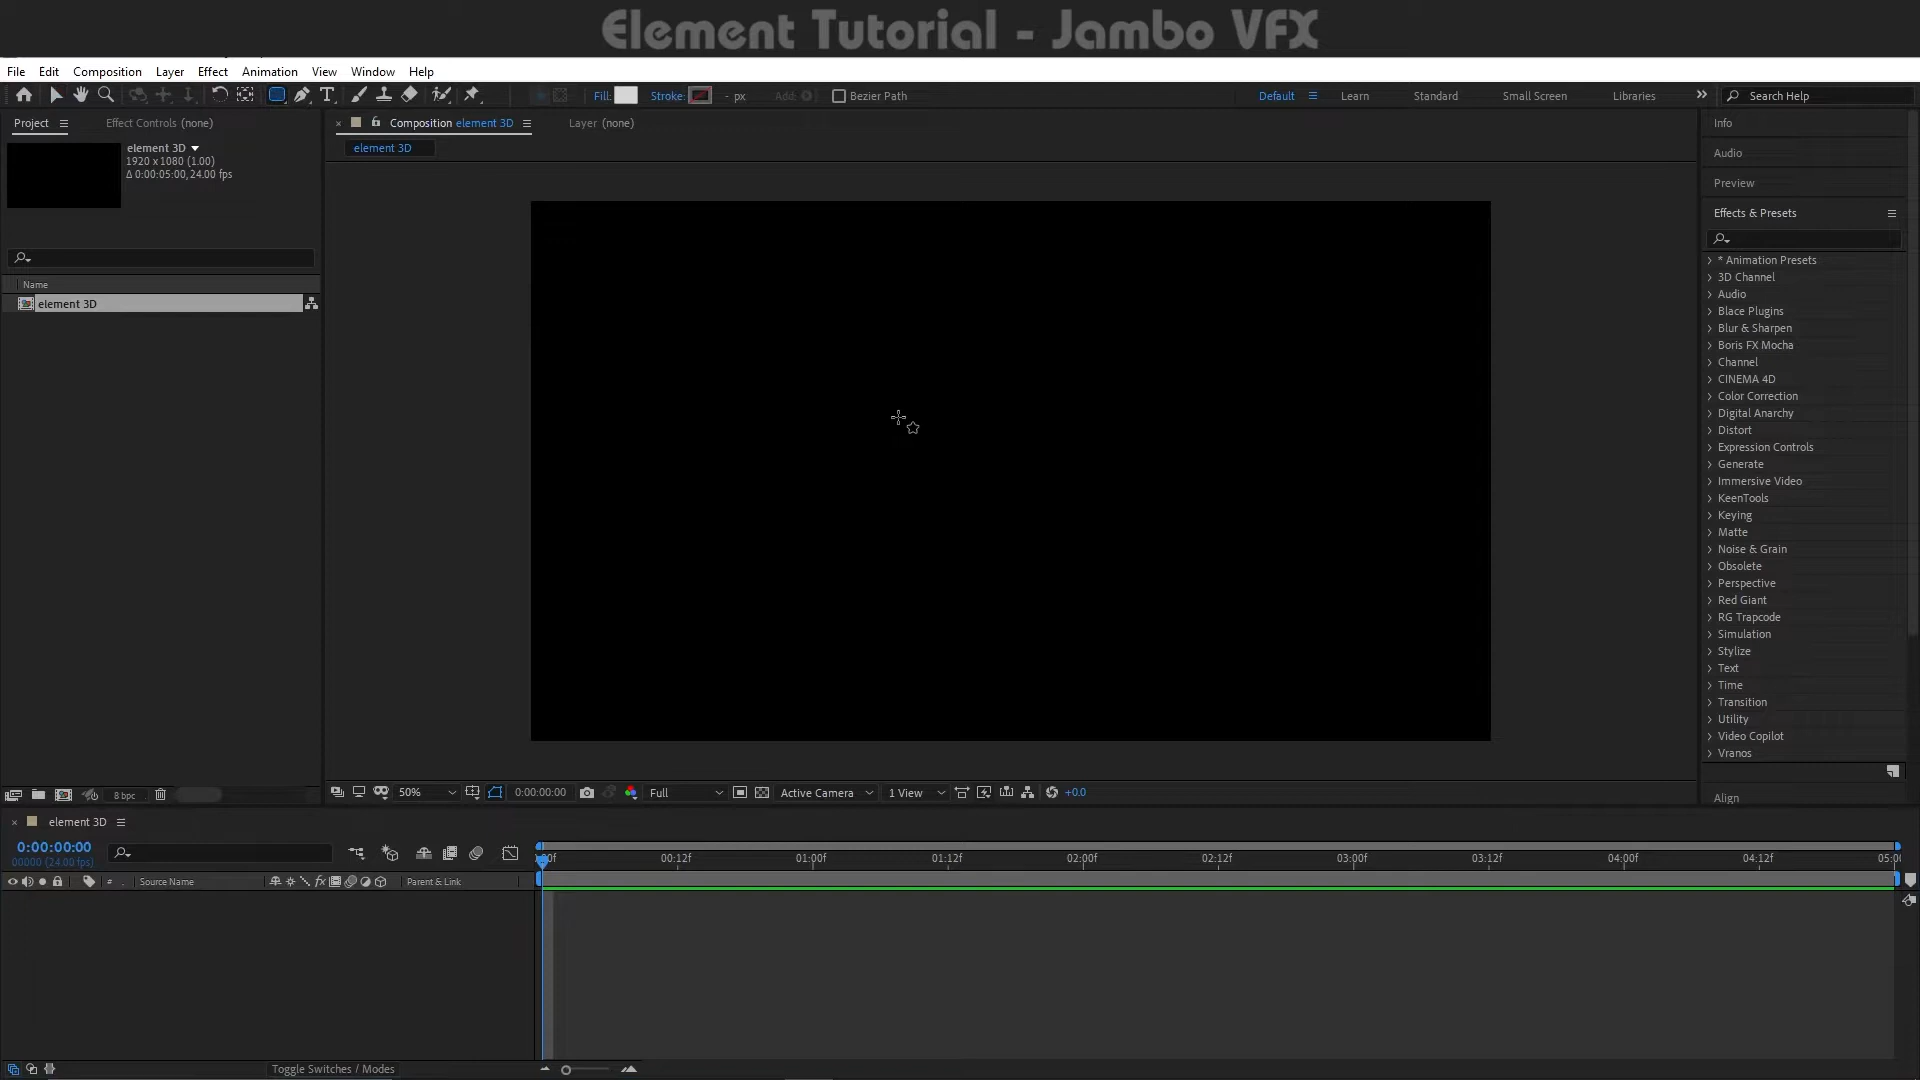 Element Tutorial - Jambo VFX
File Edit Composition Layer Effect Animation View Window Help
Fill: Stroke: - px Add: Bezier Path Default Learn Standard Small Screen Libraries Search Help
Project Effect Controls (none) Composition element 3D Layer (none)
element 3D
element 3D
1920 x 1080 (1.00)
Δ 0:00:05:00, 24.00 fps
Name
element 3D
Info
Audio
Preview
Effects & Presets
* Animation Presets
3D Channel
Audio
Blace Plugins
Blur & Sharpen
Boris FX Mocha
Channel
CINEMA 4D
Color Correction
Digital Anarchy
Distort
Expression Controls
Generate
Immersive Video
KeenTools
Keying
Matte
Noise & Grain
Obsolete
Perspective
Red Giant
RG Trapcode
Simulation
Stylize
Text
Time
Transition
Utility
Video Copilot
Vranos
Align
8 bpc 50% 0:00:00:00 Full Active Camera 1 View +0.0
element 3D
0:00:00:00
00000 (24.00 fps)
00:12f 01:00f 01:12f 02:00f 02:12f 03:00f 03:12f 04:00f 04:12f
# Source Name Parent & Link
Toggle Switches / Modes